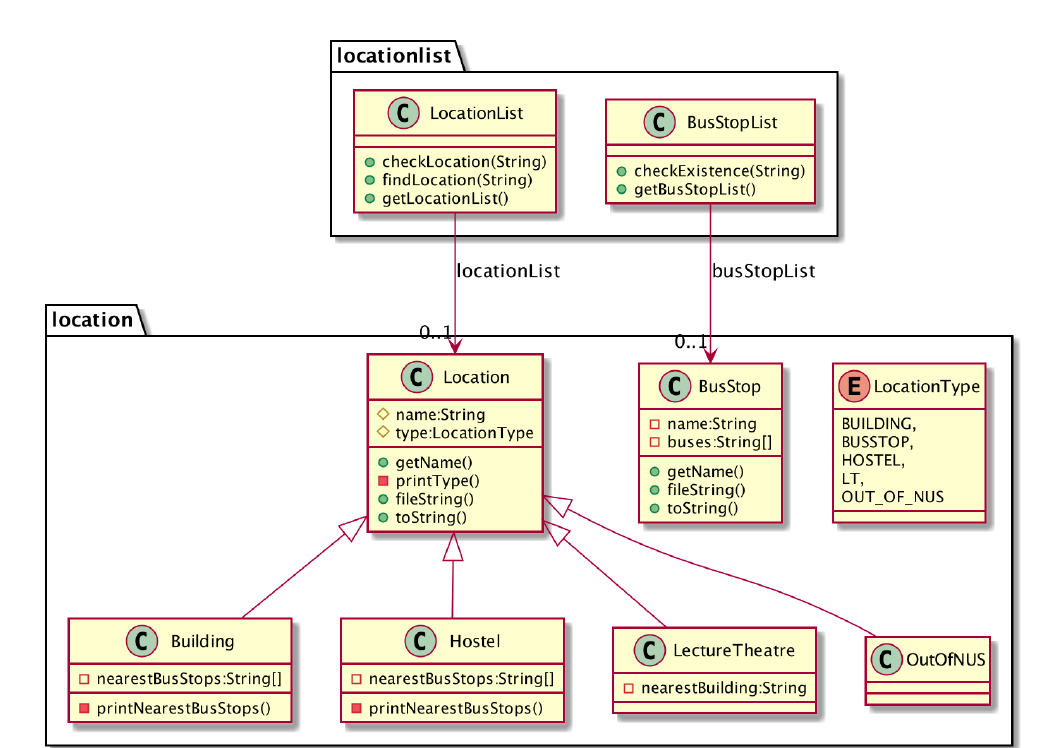 locationlist
C LocationList
checkLocation(String)
findLocation(String)
getLocationList()
C BusStopList
checkExistence(String)
getBusStopList()
locationList
busStopList
0..1
0..1
location
C Location
name:String
type:LocationType
getName()
printType()
fileString()
toString()
C BusStop
name:String
buses:String[]
getName()
fileString()
toString()
E LocationType
BUILDING,
BUSSTOP,
HOSTEL,
LT,
OUT_OF_NUS
C Building
nearestBusStops:String[]
printNearestBusStops()
C Hostel
nearestBusStops:String[]
printNearestBusStops()
C LectureTheatre
nearestBuilding:String
C OutOfNUS